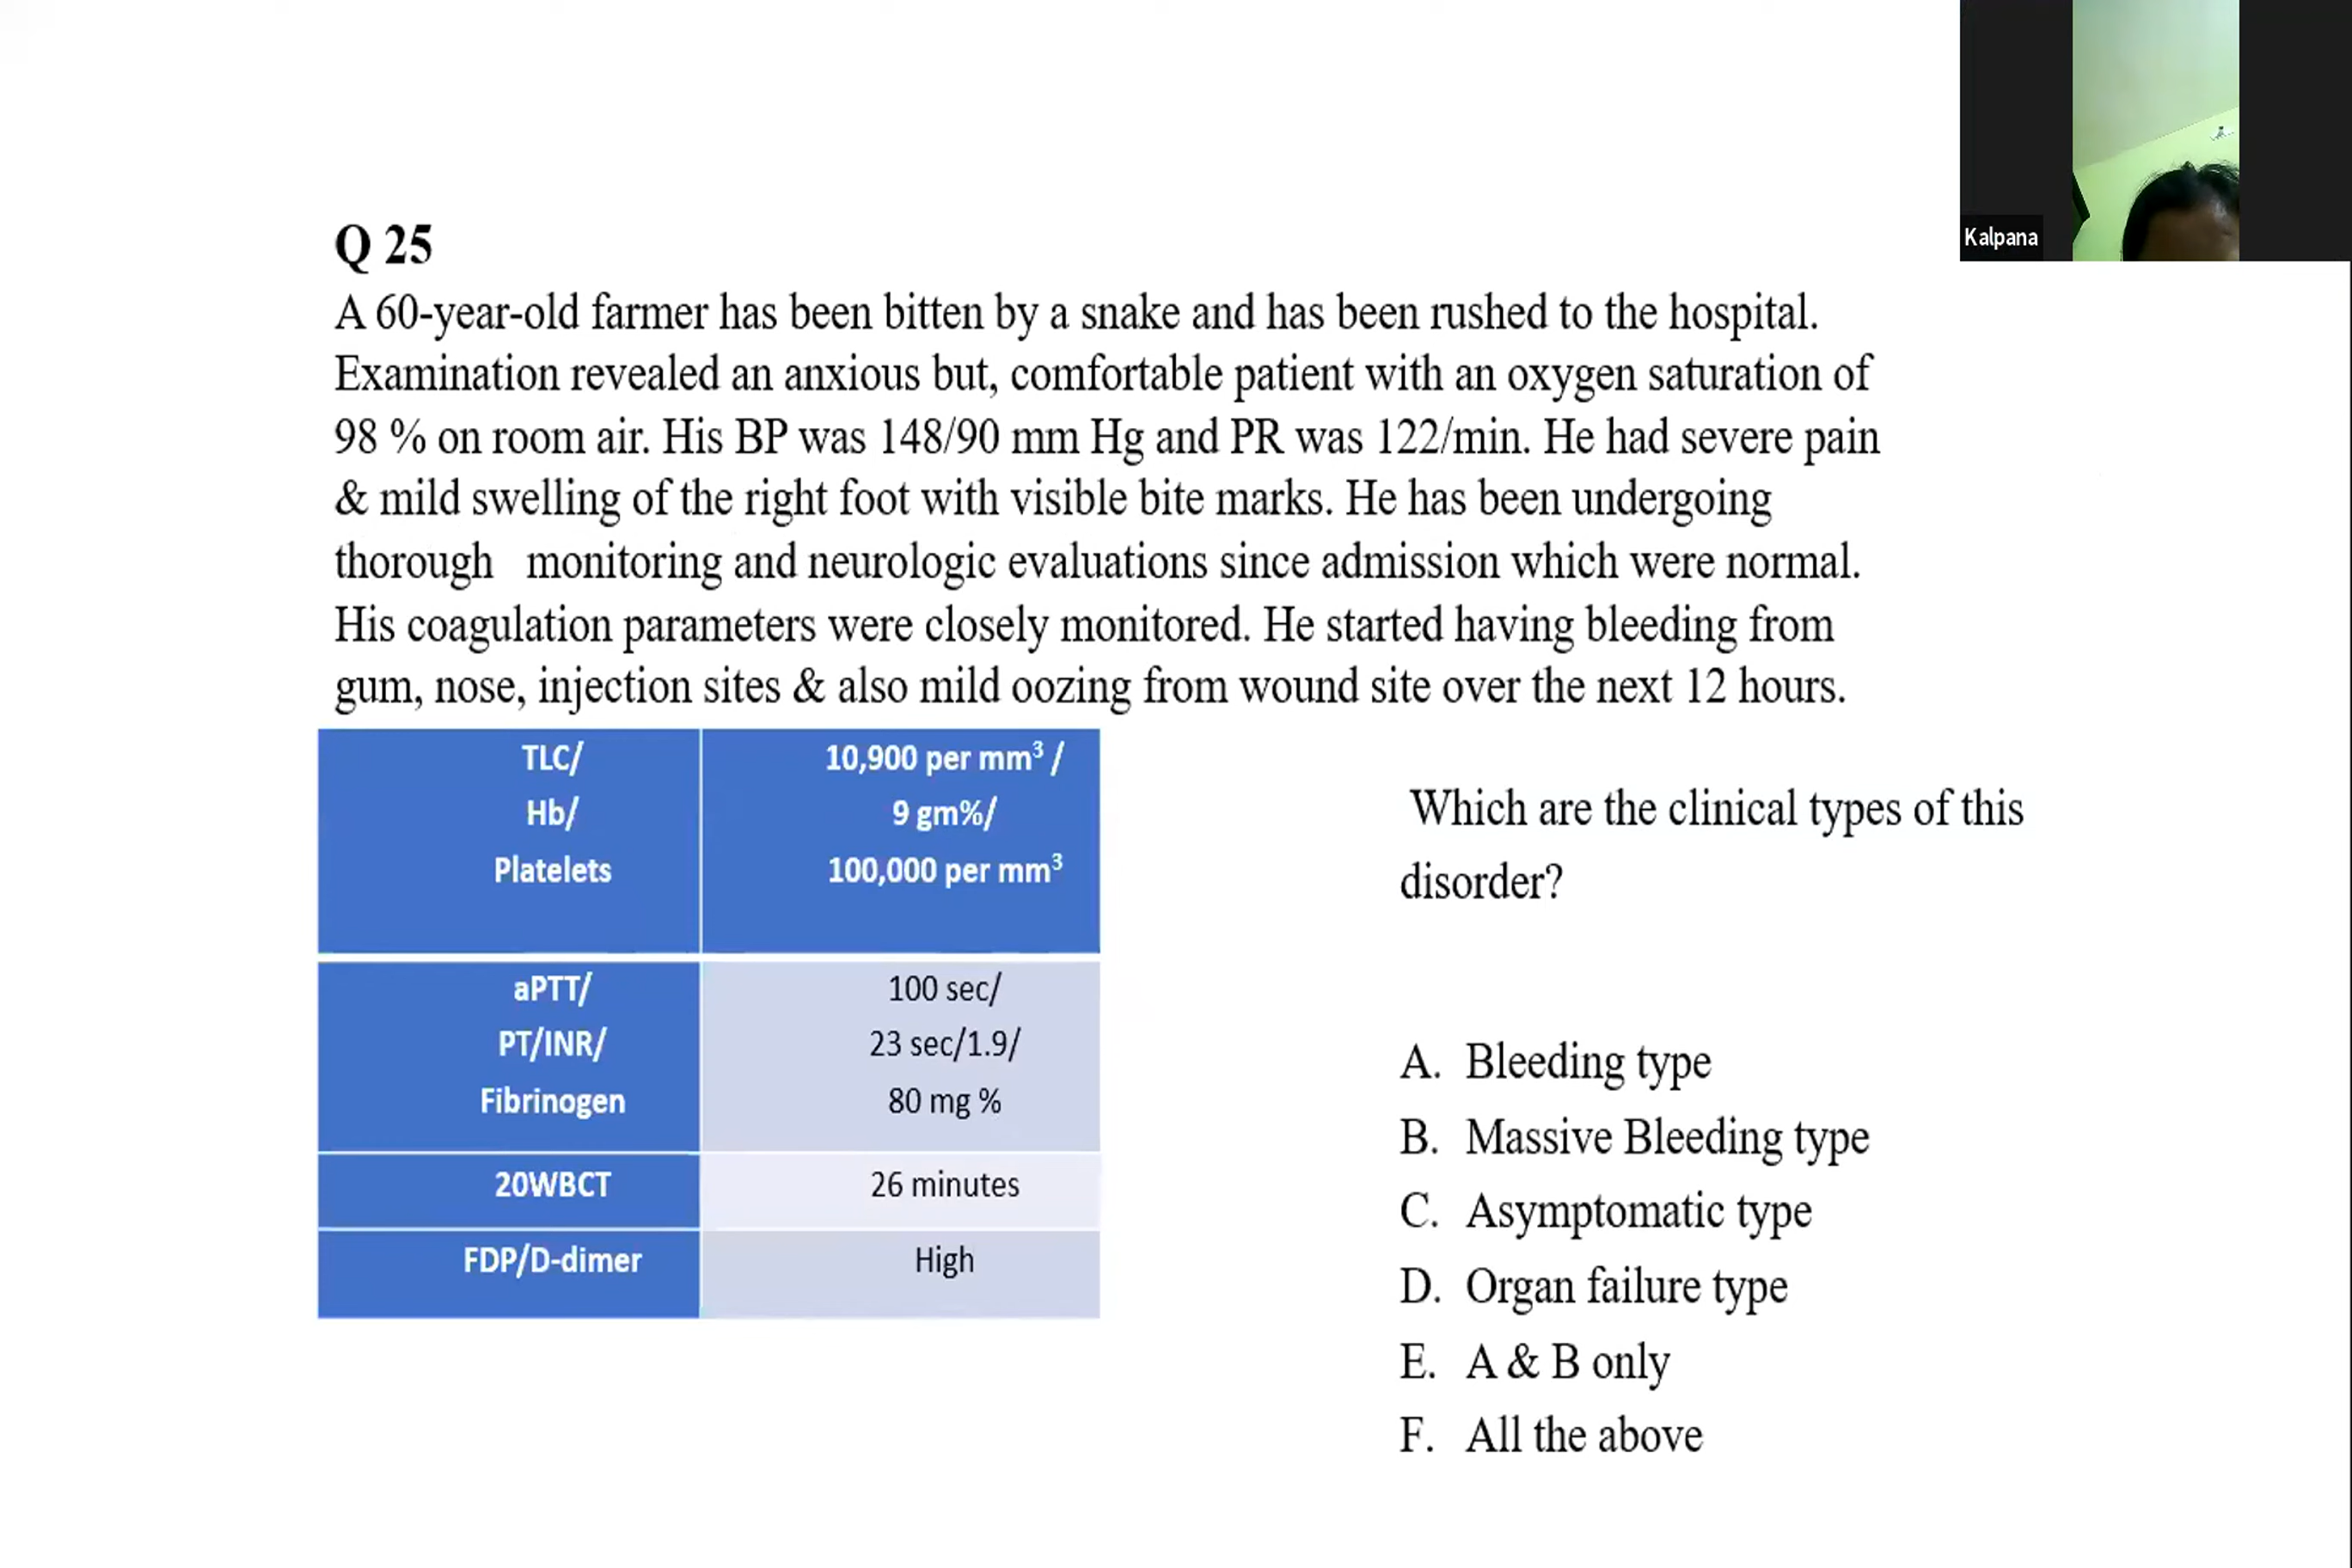 Kalpana
Q 25
A 60-year-old farmer has been bitten by a snake and has been rushed to the hospital.
Examination revealed an anxious but, comfortable patient with an oxygen saturation of
98 % on room air. His BP was 148/90 mm Hg and PR was 122/min. He had severe pain
& mild swelling of the right foot with visible bite marks. He has been undergoing
thorough monitoring and neurologic evaluations since admission which were normal.
His coagulation parameters were closely monitored. He started having bleeding from
gum, nose, injection sites & also mild oozing from wound site over the next 12 hours.
TLC/ 10,900 per mm³ /
Hb/ 9 gm%/
Platelets 100,000 per mm³
aPTT/ 100 sec/
PT/INR/ 23 sec/1.9/
Fibrinogen 80 mg %
20WBCT 26 minutes
FDP/D-dimer High
Which are the clinical types of this
disorder?
A. Bleeding type
B. Massive Bleeding type
C. Asymptomatic type
D. Organ failure type
E. A & B only
F. All the above